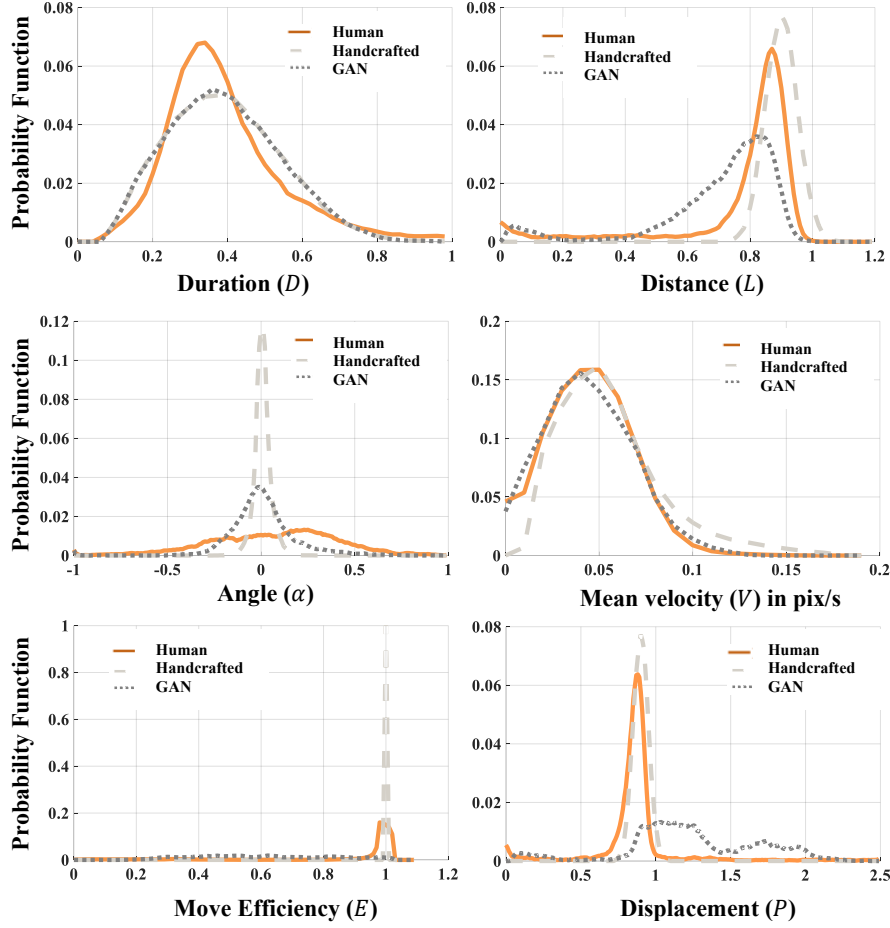 Probability Function
0.08
0.06
0.04
0.02
0
Human
Handcrafted
GAN
0
0.2
0.4
0.6
0.8
1
Duration (D)
0.08
0.06
0.04
0.02
0
Human
Handcrafted
GAN
0
0.2
0.4
0.6
0.8
1
1.2
Distance (L)
Probability Function
0.12
0.1
0.08
0.06
0.04
0.02
0
Human
Handcrafted
GAN
-1
-0.5
0
0.5
1
Angle (α)
0.2
0.15
0.1
0.05
0
Human
Handcrafted
GAN
0
0.05
0.1
0.15
0.2
Mean velocity (V) in pix/s
Probability Function
1
0.8
0.6
0.4
0.2
0
Human
Handcrafted
GAN
0
0.2
0.4
0.6
0.8
1
1.2
Move Efficiency (E)
0.08
0.06
0.04
0.02
0
Human
Handcrafted
GAN
0
0.5
1
1.5
2
2.5
Displacement (P)